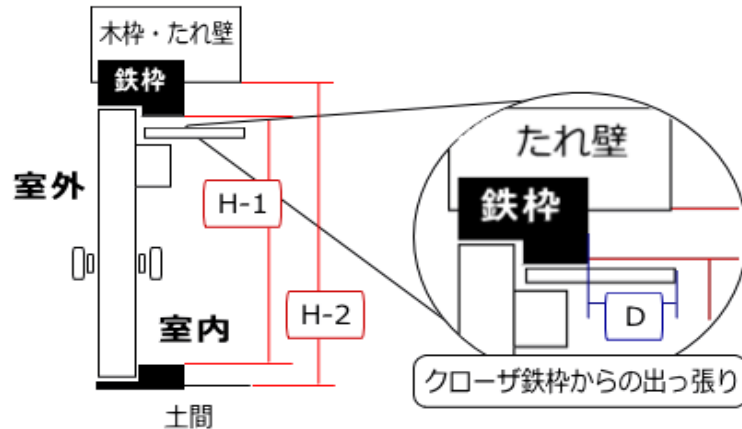 木枠・たれ壁
鉄枠
室外
H-1
H-2
室内
土間
たれ壁
鉄枠
D
クローザ鉄枠からの出っ張り